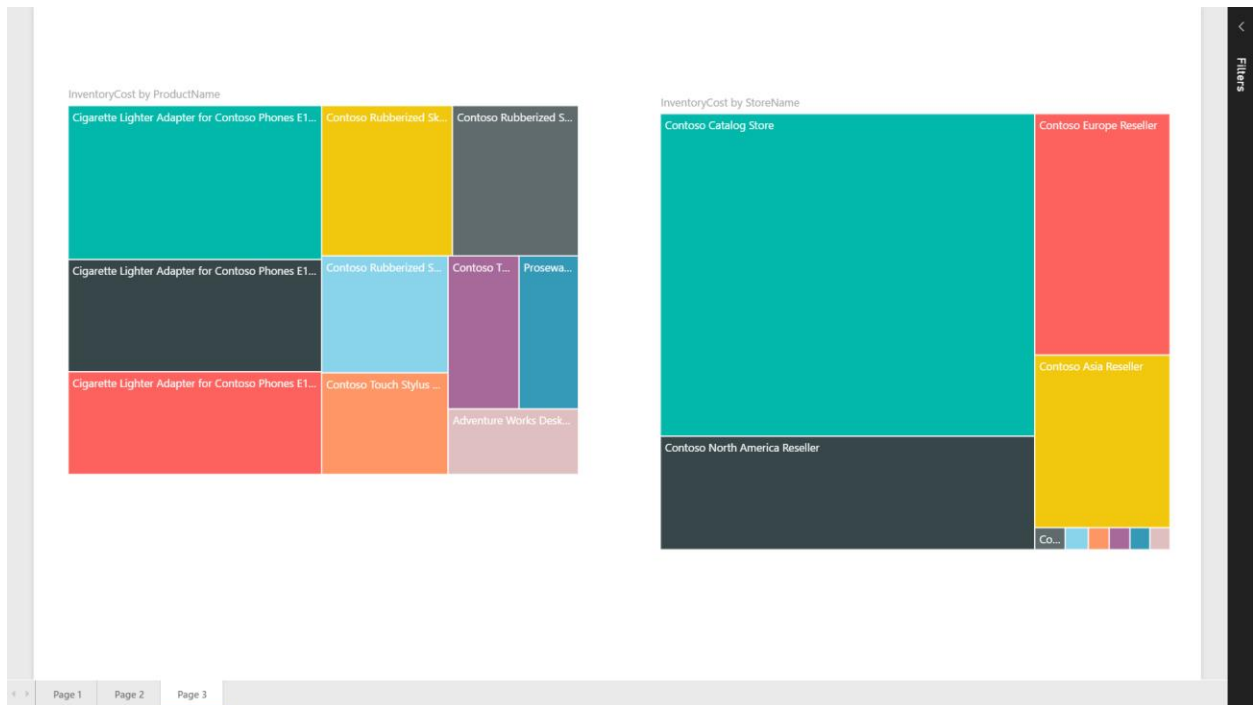 InventoryCost by ProductName
Cigarette Lighter Adapter for Contoso Phones E1...
Contoso Rubberized Sk...
Contoso Rubberized S...
Cigarette Lighter Adapter for Contoso Phones E1...
Contoso Rubberized S...
Contoso T...
Prosewa...
Cigarette Lighter Adapter for Contoso Phones E1...
Contoso Touch Stylus ...
Adventure Works Desk...
InventoryCost by StoreName
Contoso Catalog Store
Contoso Europe Reseller
Contoso Asia Reseller
Contoso North America Reseller
Co...
Filters
Page 1
Page 2
Page 3